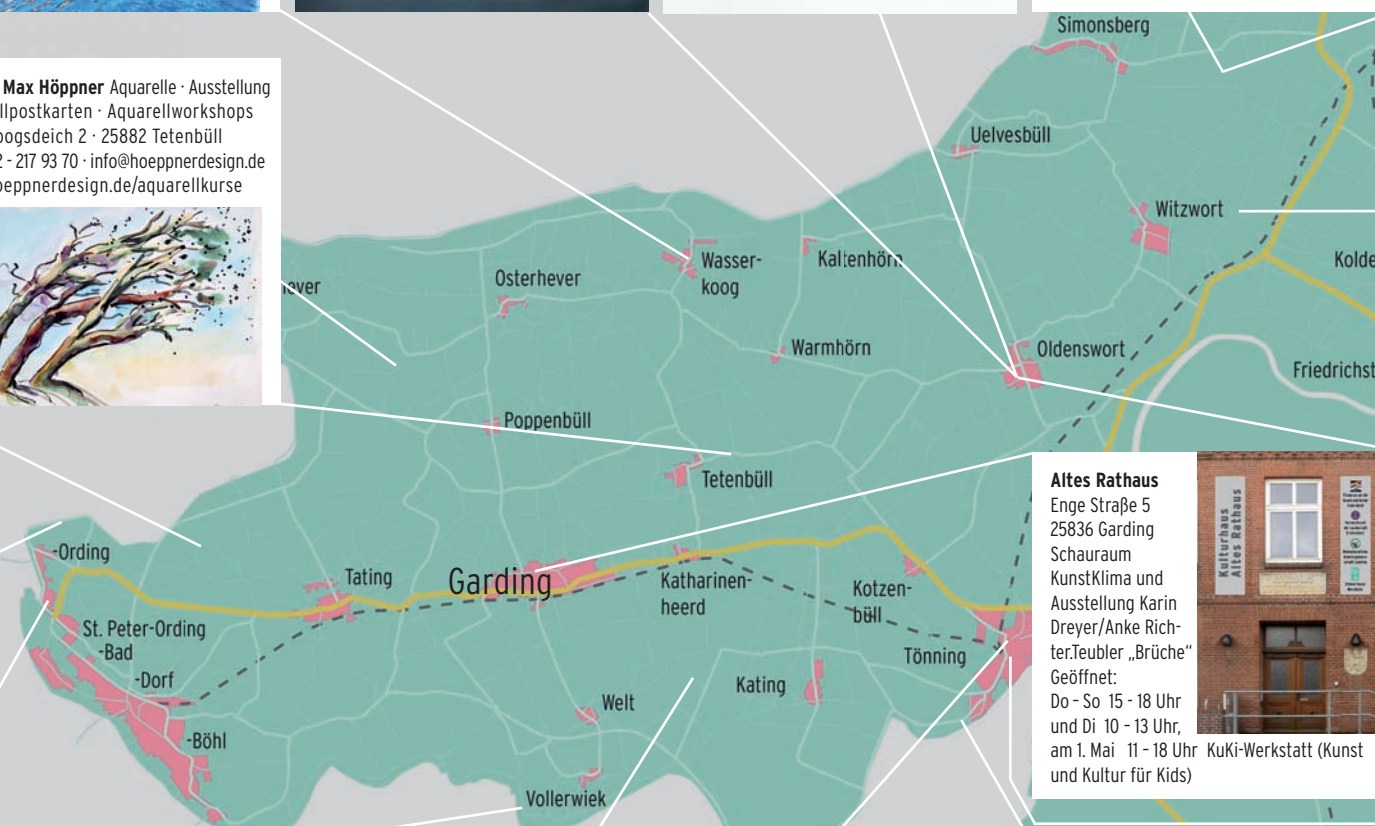 Max Höppner Aquarelle · Ausstellung
llpostkarten · Aquarellworkshops
oogsdeich 2 · 25882 Tetenbüll
2 - 217 93 70 · info@hoeppnerdesign.de
oeppnerdesign.de/aquarellkurse
Simonsberg
Uelvesbüll
Witzwort
Kolde
Friedrichst
Wasser-
koog
Kaltenhörn
Osterhever
ever
Warmhörn
Oldenswort
Poppenbüll
Tetenbüll
-Ording
Tating
Garding
Katharinen-
heerd
Kotzen-
büll
Tönning
St. Peter-Ording
-Bad
-Dorf
-Böhl
Welt
Kating
Vollerwiek
Altes Rathaus
Enge Straße 5
25836 Garding
Schauraum
KunstKlima und
Ausstellung Karin
Dreyer/Anke Rich-
ter.Teubler „Brüche“
Geöffnet:
Do - So 15 - 18 Uhr
und Di 10 - 13 Uhr,
am 1. Mai 11 - 18 Uhr KuKi-Werkstatt (Kunst
und Kultur für Kids)
Kulturhaus
Altes Rathaus